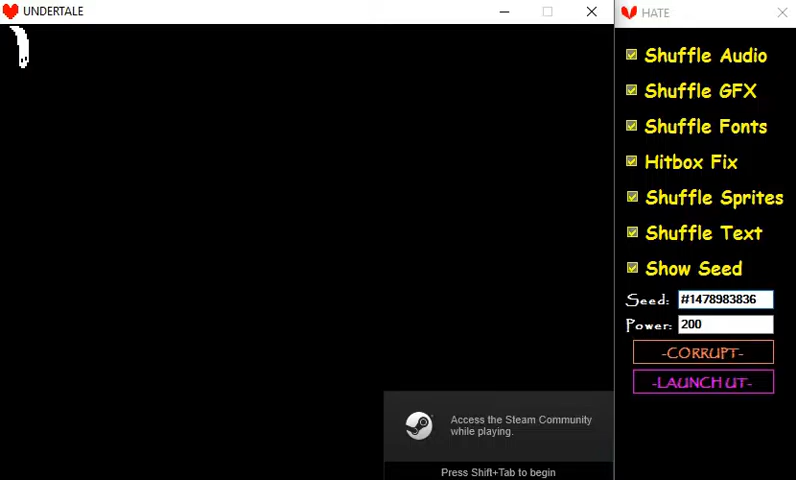 UNDERTALE
HATE
Shuffle Audio
Shuffle GFX
Shuffle Fonts
Hitbox Fix
Shuffle Sprites
Shuffle Text
Show Seed
Seed: #1478983836
Power: 200
-CORRUPT-
-LAUNCH UT-
Access the Steam Community
while playing.
Press Shift+Tab to begin